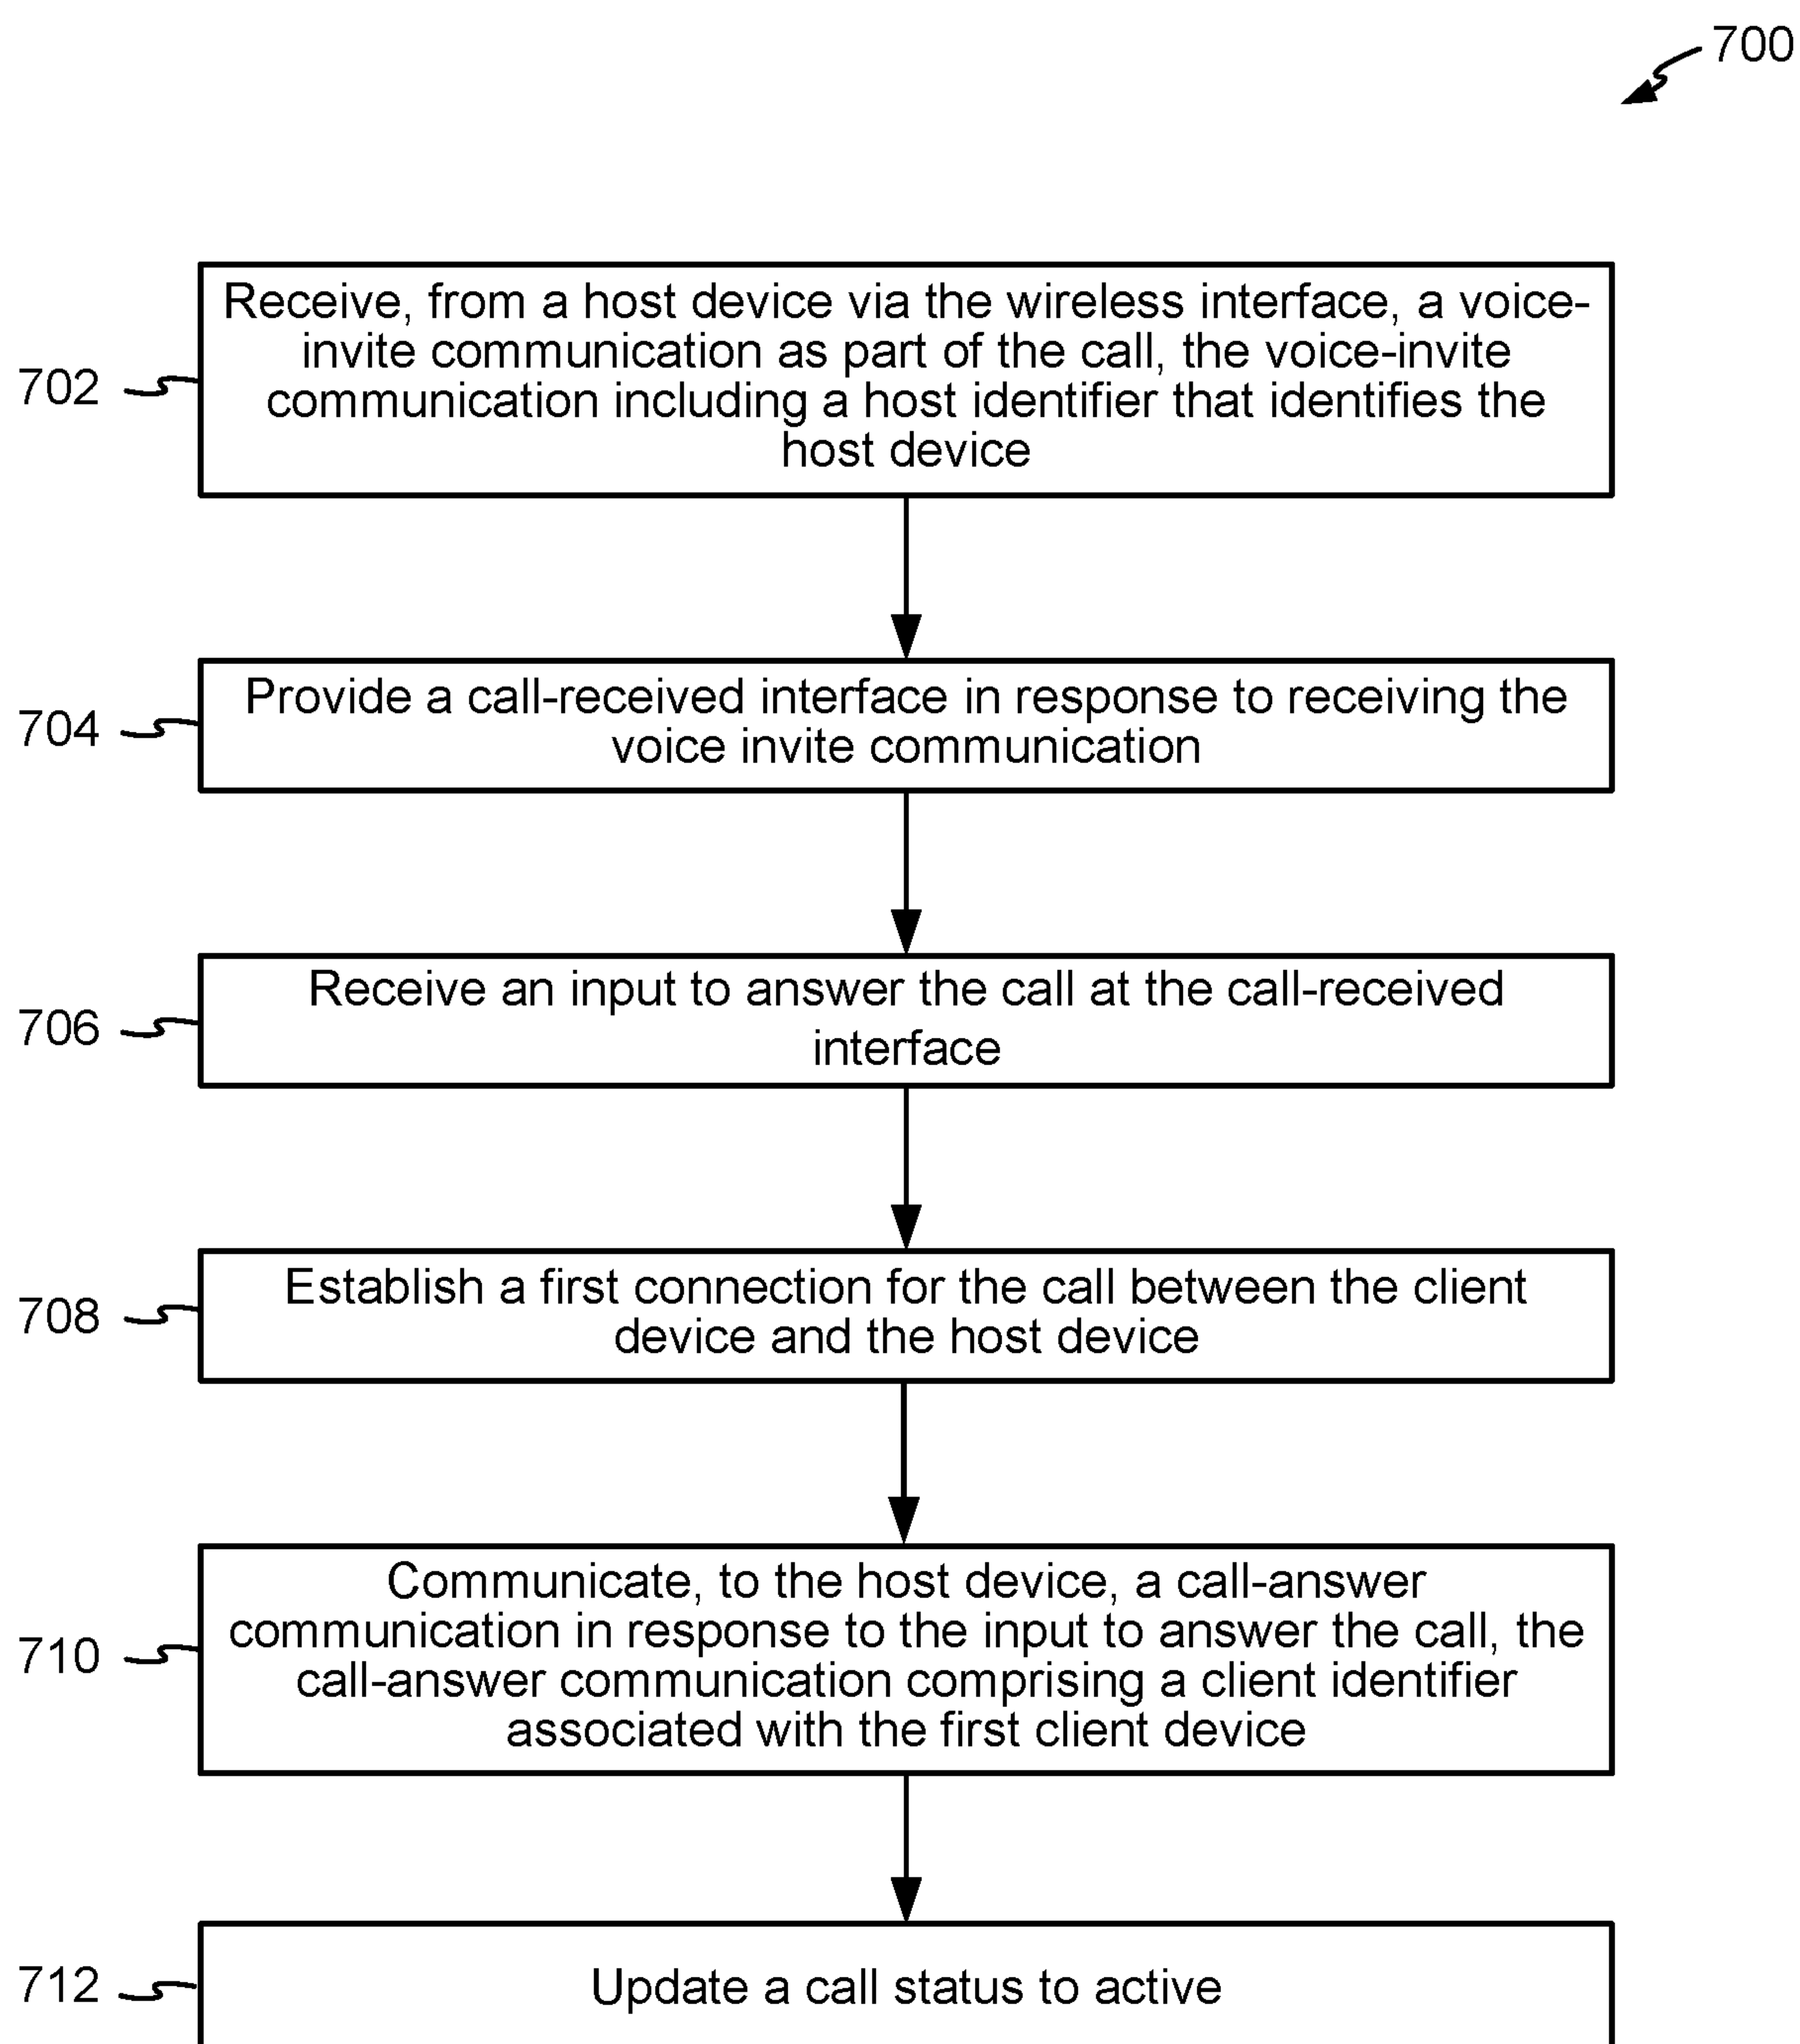 700
Receive, from a host device via the wireless interface, a voice-
invite communication as part of the call, the voice-invite
communication including a host identifier that identifies the
host device
702
Provide a call-received interface in response to receiving the
voice invite communication
704
Receive an input to answer the call at the call-received
interface
706
Establish a first connection for the call between the client
device and the host device
708
Communicate, to the host device, a call-answer
communication in response to the input to answer the call, the
call-answer communication comprising a client identifier
associated with the first client device
710
Update a call status to active
712